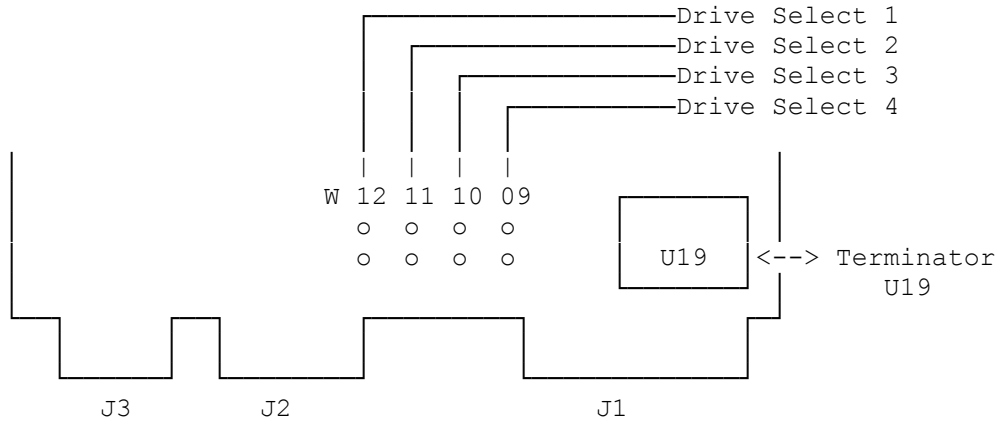 Drive Select 1
Drive Select 2
Drive Select 3
Drive Select 4
W 12 11 10 09
U19 <--> Terminator
U19
J3 J2 J1